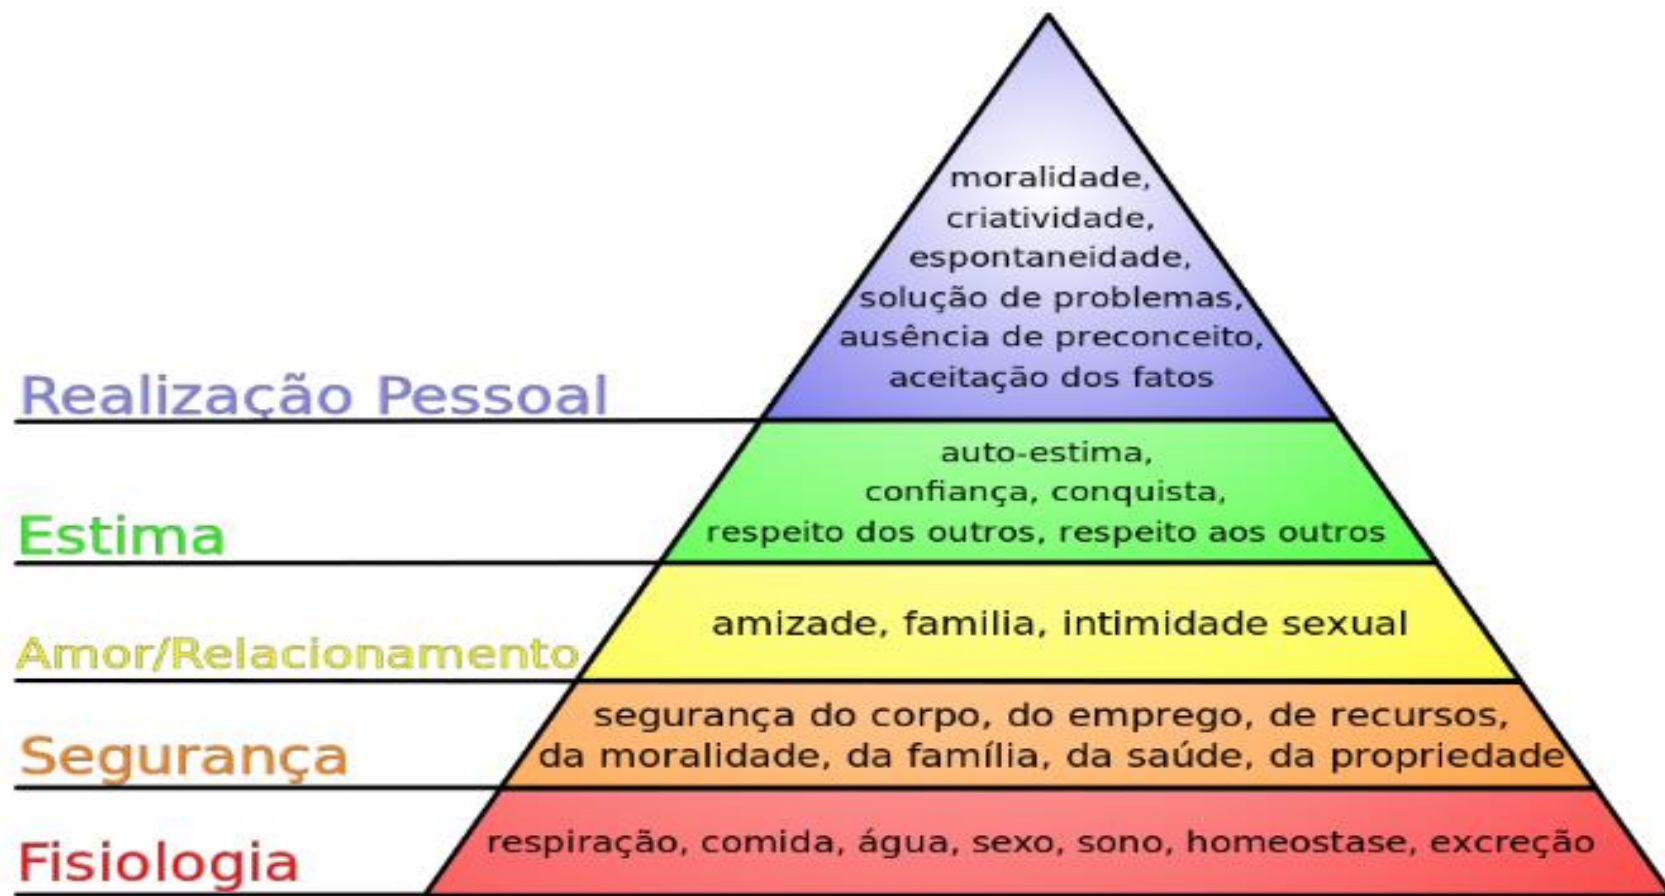 moralidade,
criatividade,
espontaneidade,
solução de problemas,
ausência de preconceito,
aceitação dos fatos
Realização Pessoal
auto-estima,
confiança, conquista,
respeito dos outros, respeito aos outros
Estima
amizade, familia, intimidade sexual
Amor/Relacionamento
segurança do corpo, do emprego, de recursos,
da moralidade, da família, da saúde, da propriedade
Segurança
respiração, comida, água, sexo, sono, homeostase, excreção
Fisiologia